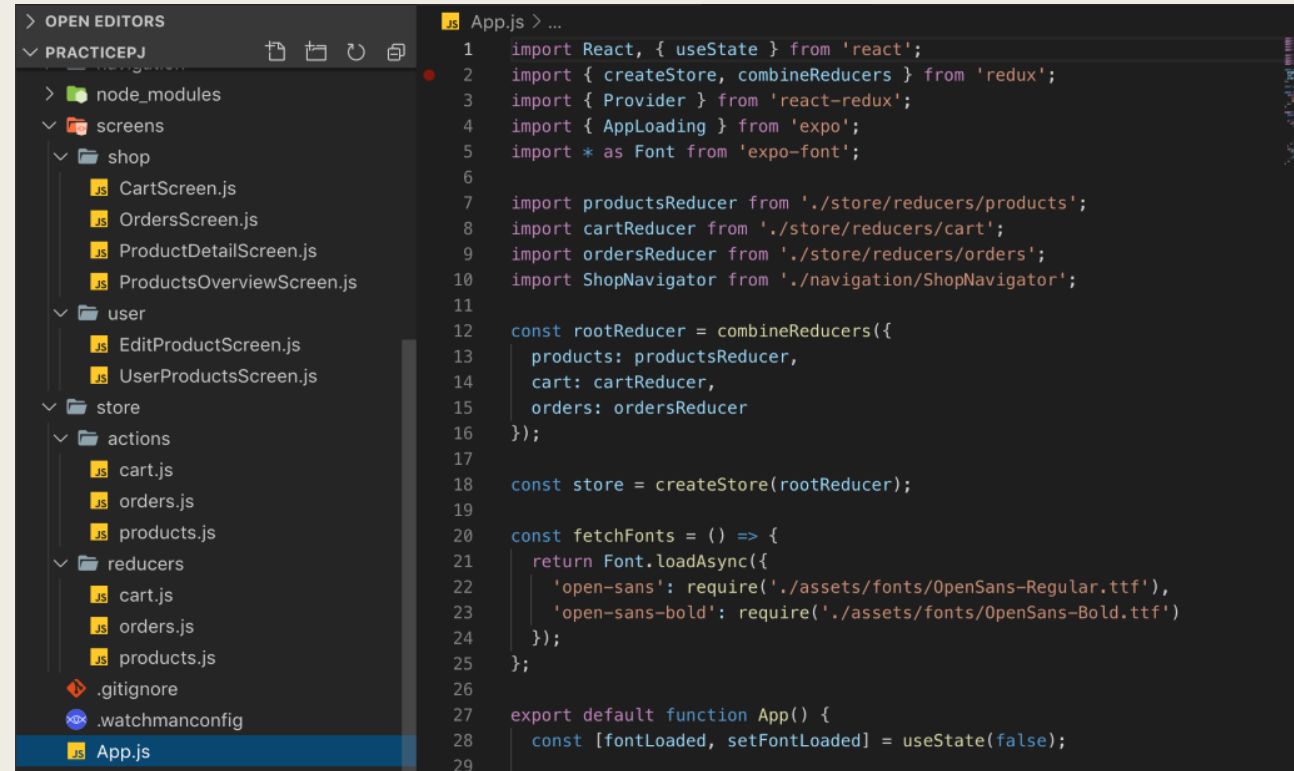 OPEN EDITORS
PRACTICEPJ
node_modules
screens
shop
CartScreen.js
OrdersScreen.js
ProductDetailScreen.js
ProductsOverviewScreen.js
user
EditProductScreen.js
UserProductsScreen.js
store
actions
JS cart.js
JS orders.js
JS products.js
reducers
JS cart.js
JS orders.js
JS products.js
.gitignore
.watchmanconfig
JS App.js
JS App.js > ...
1 import React, { useState } from 'react';
2 import { createStore, combineReducers } from 'redux';
3 import { Provider } from 'react-redux';
4 import { AppLoading } from 'expo';
5 import * as Font from 'expo-font';
6
7 import productsReducer from './store/reducers/products';
8 import cartReducer from './store/reducers/cart';
9 import ordersReducer from './store/reducers/orders';
10 import ShopNavigator from './navigation/ShopNavigator';
11
12 const rootReducer = combineReducers({
13   products: productsReducer,
14   cart: cartReducer,
15   orders: ordersReducer
16 });
17
18 const store = createStore(rootReducer);
19
20 const fetchFonts = () => {
21   return Font.loadAsync({
22     'open-sans': require('./assets/fonts/OpenSans-Regular.ttf'),
23     'open-sans-bold': require('./assets/fonts/OpenSans-Bold.ttf')
24   });
25 };
26
27 export default function App() {
28   const [fontLoaded, setFontLoaded] = useState(false);
29